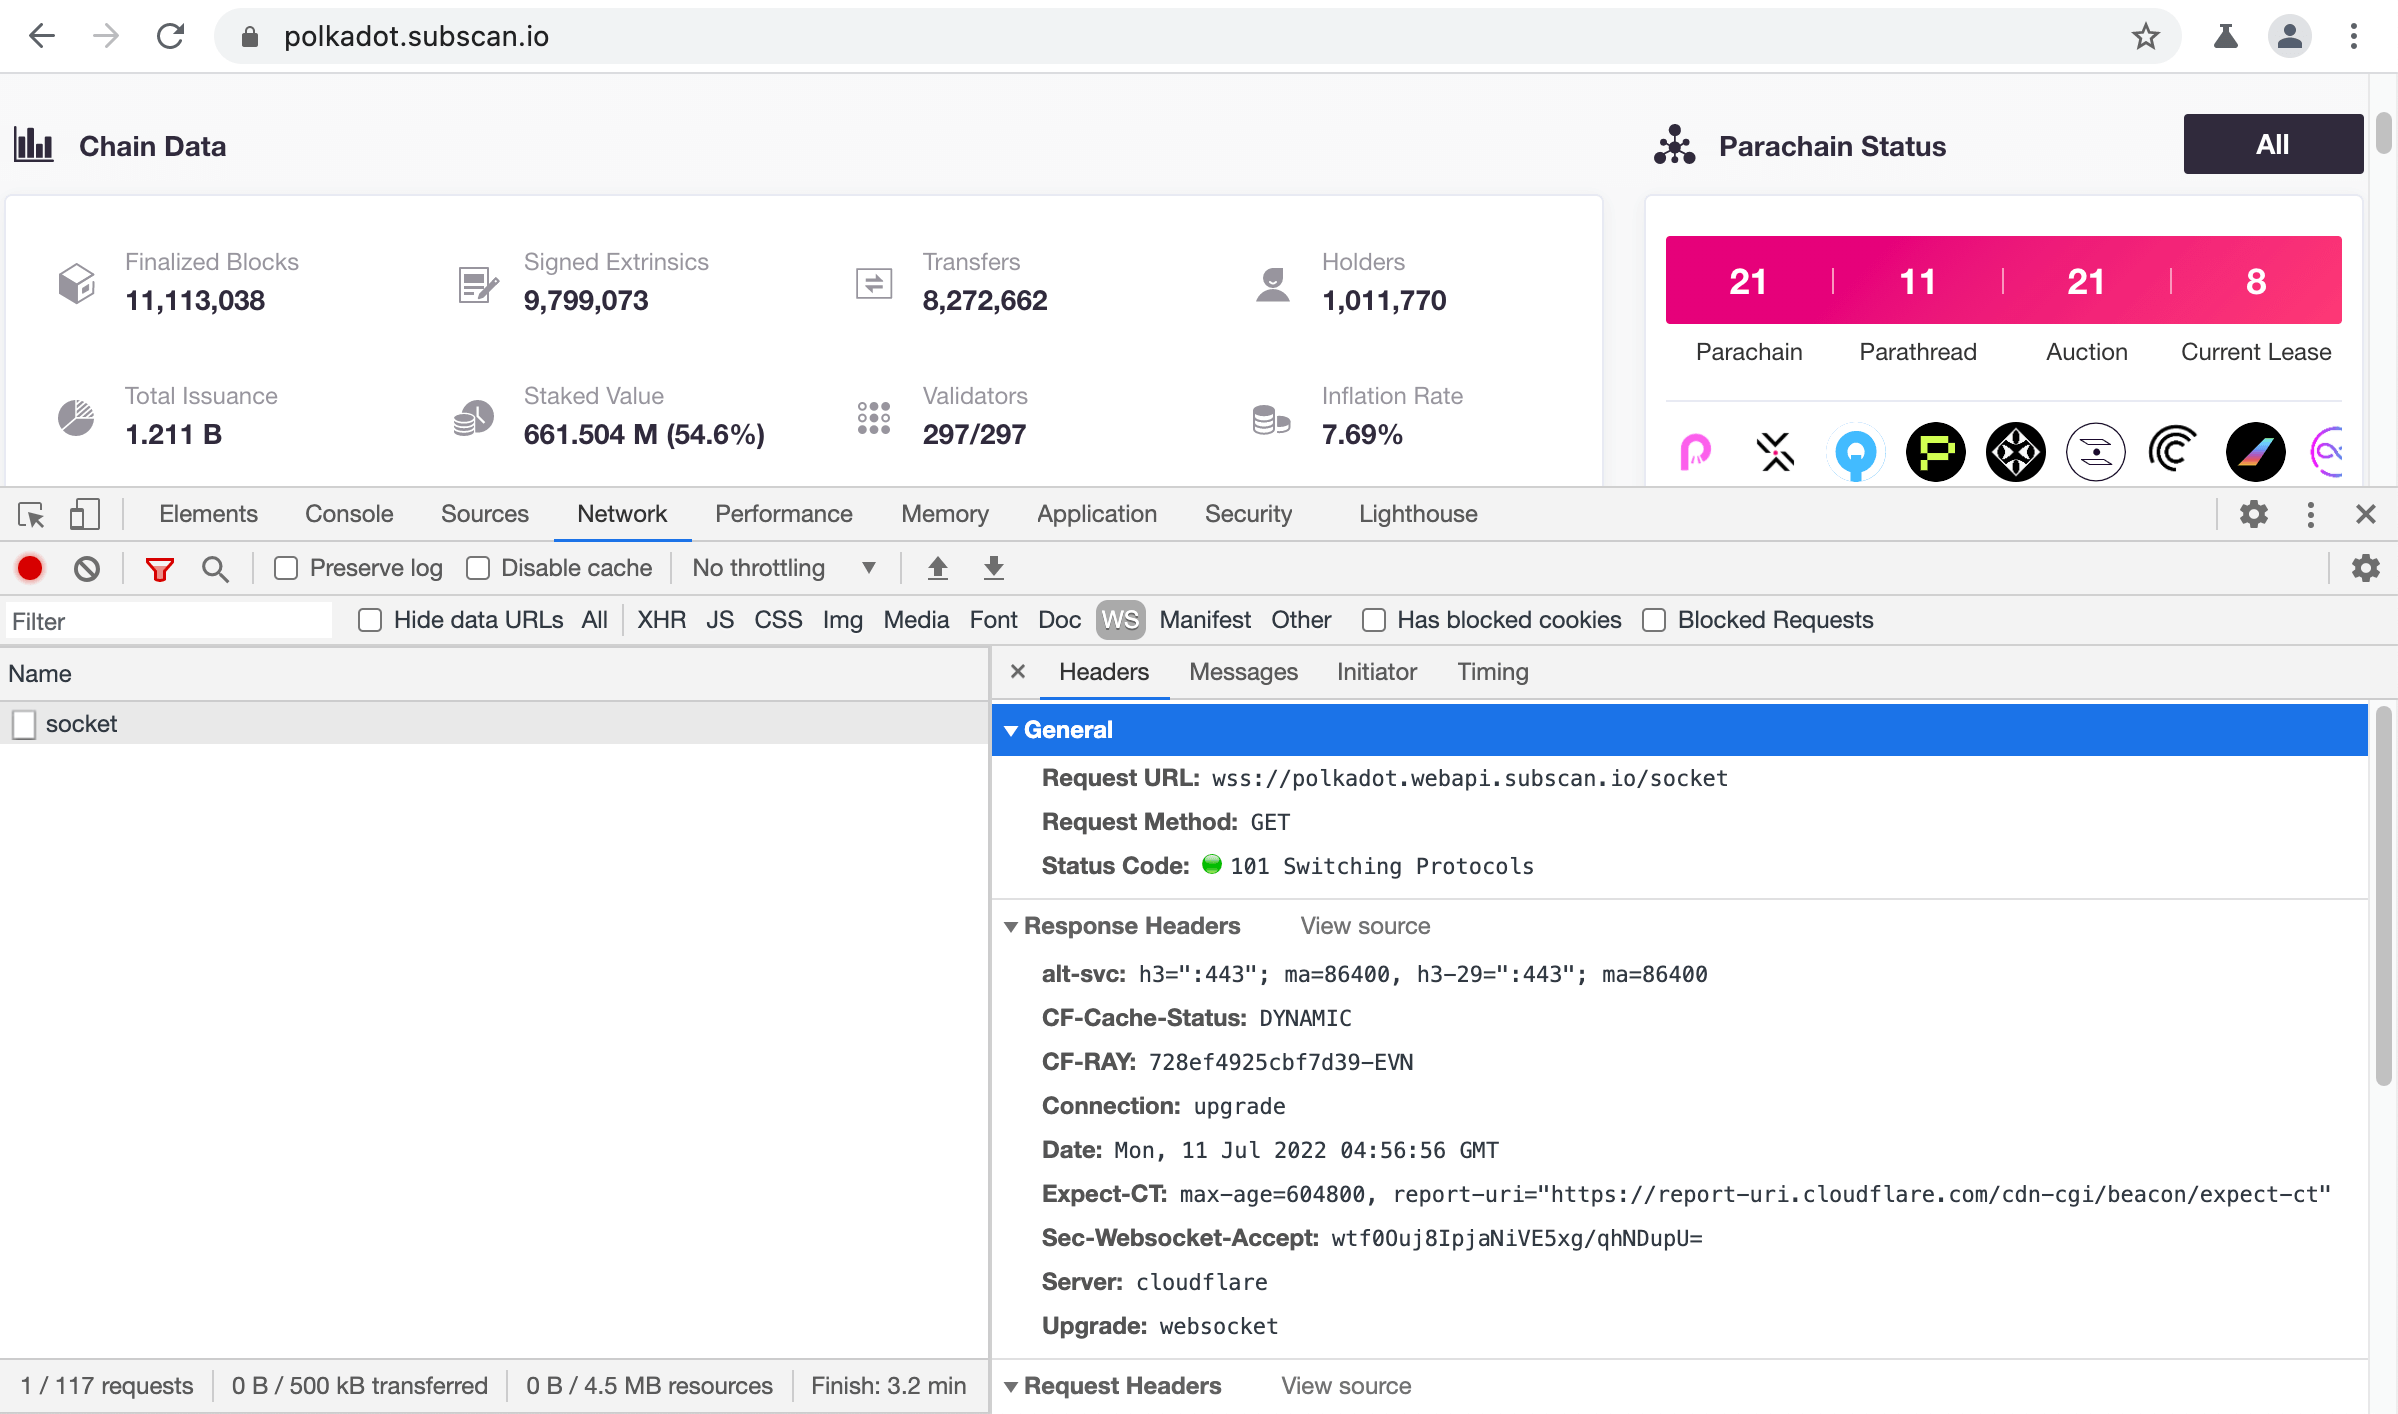 polkadot.subscan.io
Chain Data
Parachain Status
All
Finalized Blocks
11,113,038
Signed Extrinsics
9,799,073
Transfers
8,272,662
Holders
1,011,770
Total Issuance
1.211 B
Staked Value
661.504 M (54.6%)
Validators
297/297
Inflation Rate
7.69%
21 11 21 8
Parachain Parathread Auction Current Lease
Elements Console Sources Network Performance Memory Application Security Lighthouse
Preserve log Disable cache No throttling
Filter Hide data URLs All XHR JS CSS Img Media Font Doc WS Manifest Other Has blocked cookies Blocked Requests
Name
socket
Headers Messages Initiator Timing
General
Request URL: wss://polkadot.webapi.subscan.io/socket
Request Method: GET
Status Code: 101 Switching Protocols
Response Headers View source
alt-svc: h3=":443"; ma=86400, h3-29=":443"; ma=86400
CF-Cache-Status: DYNAMIC
CF-RAY: 728ef4925cbf7d39-EVN
Connection: upgrade
Date: Mon, 11 Jul 2022 04:56:56 GMT
Expect-CT: max-age=604800, report-uri="https://report-uri.cloudflare.com/cdn-cgi/beacon/expect-ct"
Sec-Websocket-Accept: wtf0Ouj8IpjaNiVE5xg/qhNDupU=
Server: cloudflare
Upgrade: websocket
Request Headers View source
1 / 117 requests 0 B / 500 kB transferred 0 B / 4.5 MB resources Finish: 3.2 min